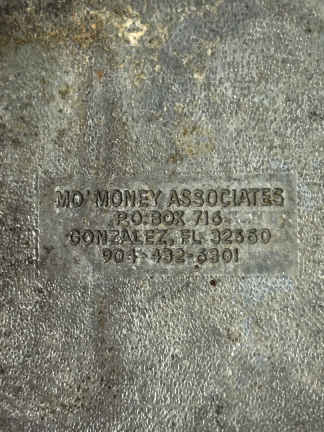 MO' MONEY ASSOCIATES
P.O. BOX 716
GONZALEZ, FL 32560
904-432-6301